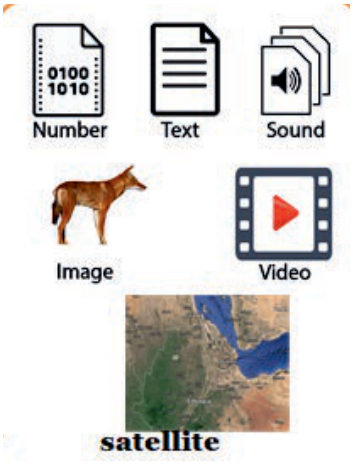 0100
1010
Number Text Sound
Image Video
satellite